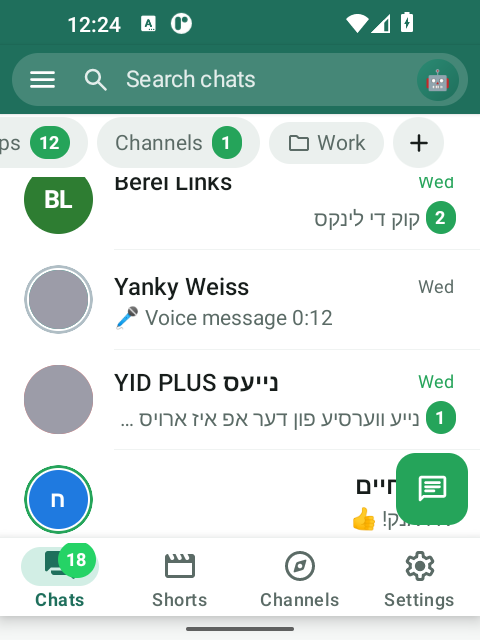 12:24
Search chats
ps 12
Channels 1
Work
Berel Links
Wed
BL
קוק די לינקס
2
Yanky Weiss
Wed
🎤 Voice message 0:12
YID PLUS נייעס
Wed
נייע ווערסיע פון דער אפ איז ארויס ...
1
ח
חיים
👍
18
Chats
Shorts
Channels
Settings